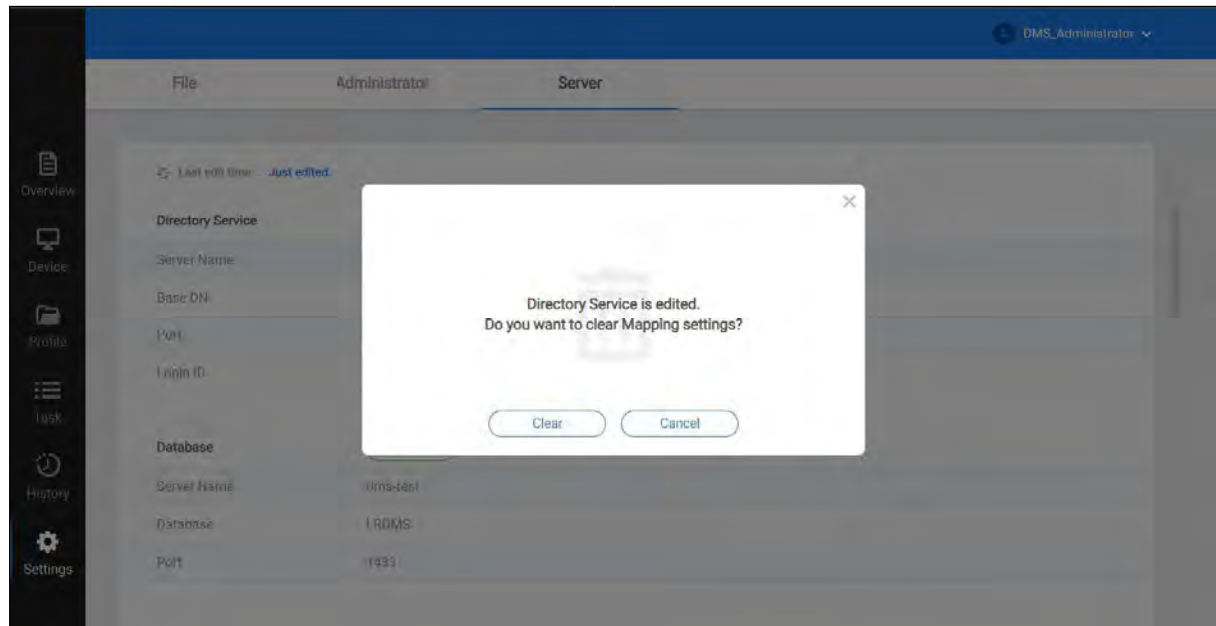 DMS_Administrator
File Administrator Server
Overview
Device
Profile
Task
History
Settings
Last edit time Just edited.
Directory Service
Server Name
Base DN
Port
Login ID
Directory Service is edited.
Do you want to clear Mapping settings?
Clear Cancel
Database
Server Name dms-test
Database LRDMS
Port 1433